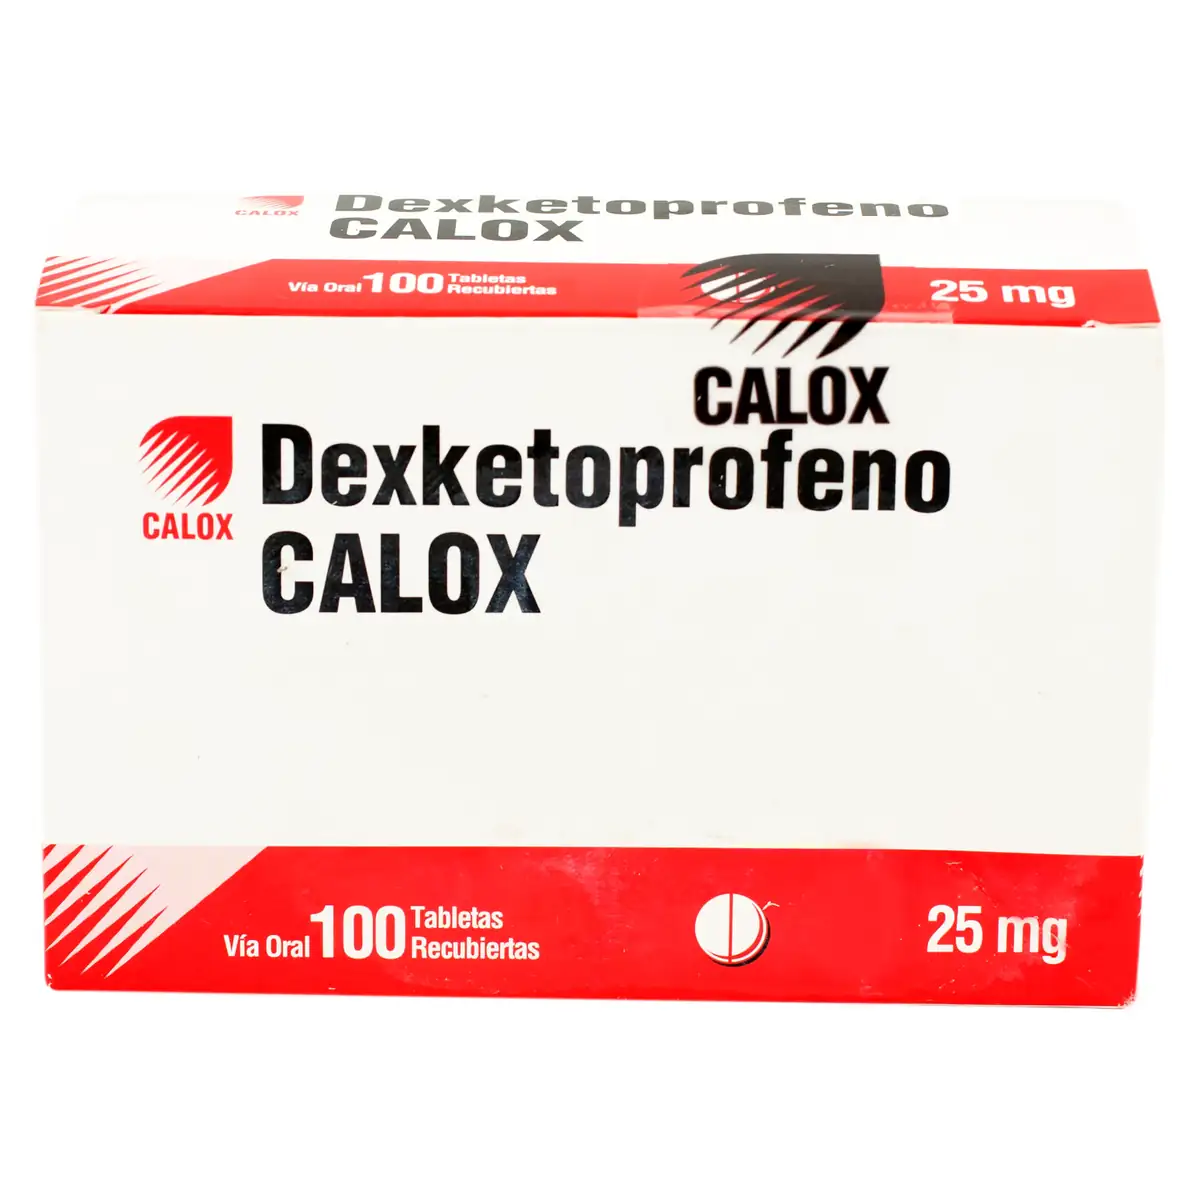 CALOX
Dexketoprofeno
CALOX
Vía Oral 100 Tabletas
Recubiertas
25 mg
CALOX
CALOX
Dexketoprofeno
CALOX
Vía Oral 100 Tabletas
Recubiertas
25 mg